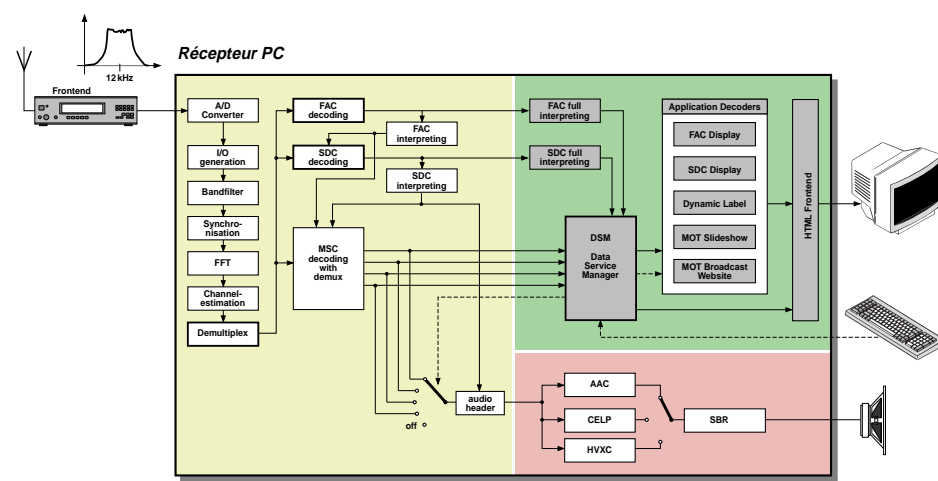 Récepteur PC
12 kHz
Frontend
A/D
Converter
I/O
generation
Bandfilter
Synchro-
nisation
FFT
Channel-
estimation
Demultiplex
FAC
decoding
FAC
interpreting
SDC
decoding
SDC
interpreting
MSC
decoding
with
demux
off
audio
header
FAC full
interpreting
SDC full
interpreting
DSM
Data
Service
Manager
Application Decoders
FAC Display
SDC Display
Dynamic Label
MOT Slideshow
MOT Broadcast
Website
HTML Frontend
AAC
CELP
HVXC
SBR